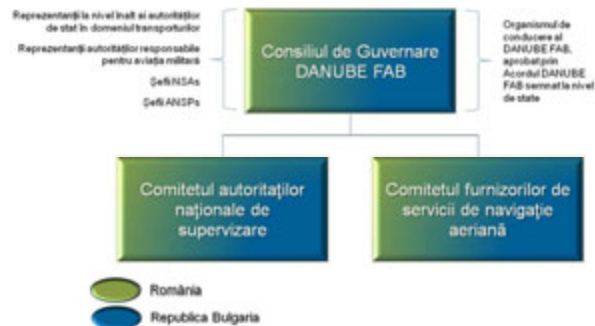 Reprezentanții la nivel înalt ai autorităților
de stat în domeniul transporturilor
Reprezentanții autorităților responsabile
pentru aviația militară
Șefii NSAs
Șefii ANSPs
Consiliul de Guvernare
DANUBE FAB
Organismul de
conducere al
DANUBE FAB,
aprobat prin
Acordul DANUBE
FAB semnat la nivel
de state
Comitetul autoritaților
naționale de
supervizare
Comitetul furnizorilor de
servicii de navigație
aeriană
România
Republica Bulgaria